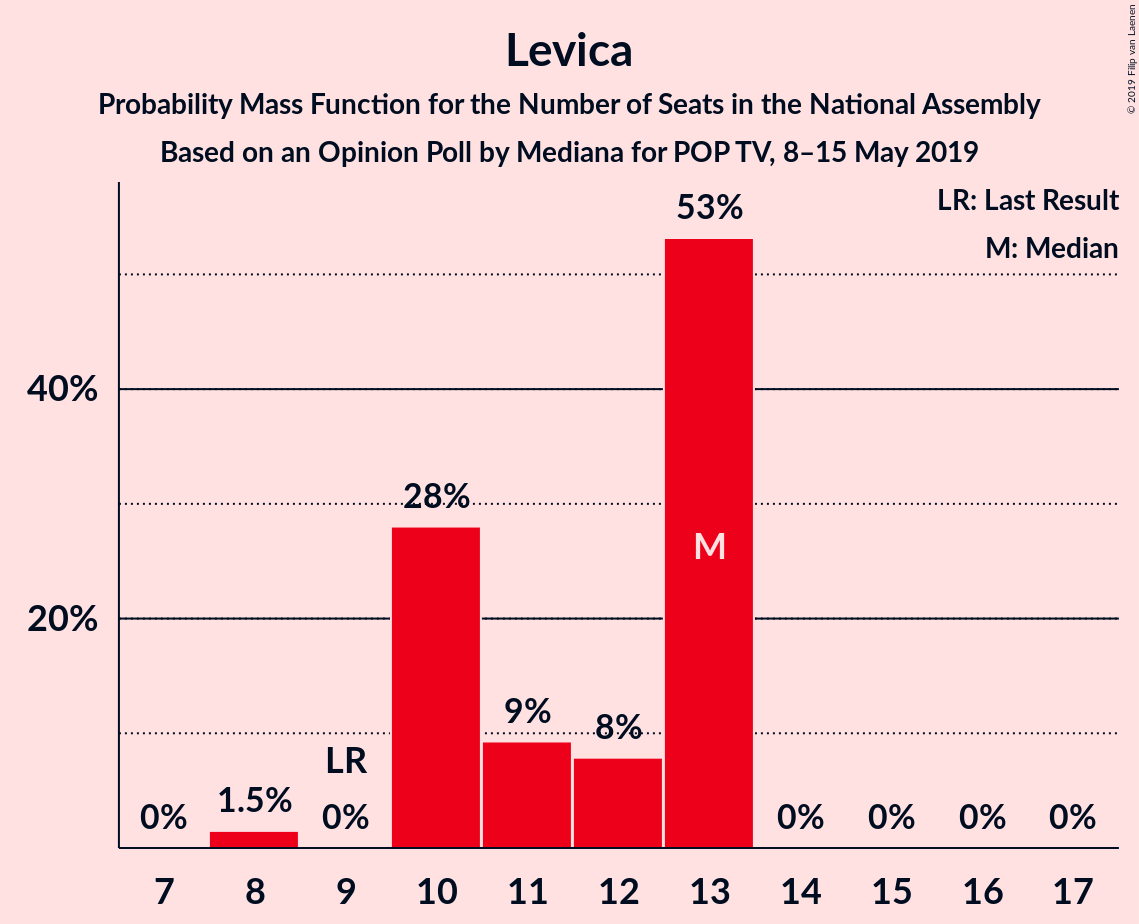 Levica
Probability Mass Function for the Number of Seats in the National Assembly
Based on an Opinion Poll by Mediana for POP TV, 8–15 May 2019
© 2019 Filip van Laenen
LR: Last Result
M: Median
53%
40%
28%
M
20%
9%
8%
LR
1.5%
0%
0%
0%
0%
0%
0%
7 8 9 10 11 12 13 14 15 16 17